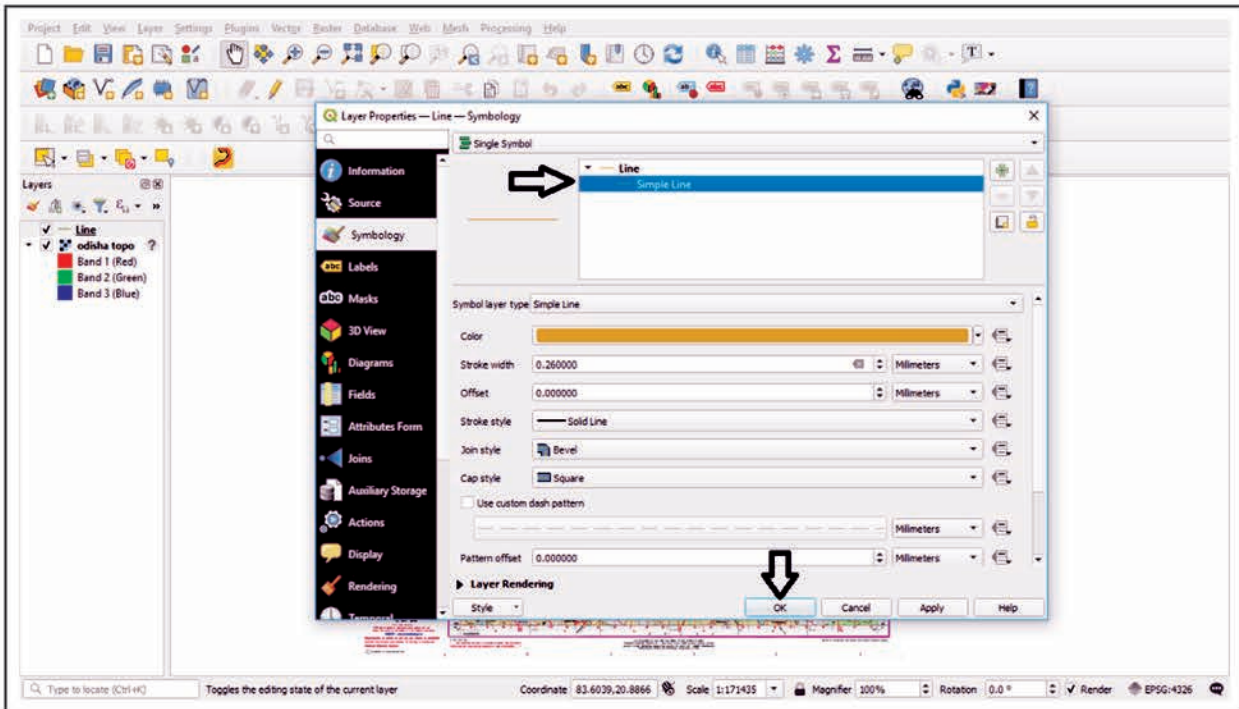 Project Edit View Layer Settings Plugins Vector Raster Database Web Mesh Processing Help
Layer Properties — Line — Symbology
Single Symbol
Line
Simple Line
Information
Source
Symbology
Labels
Masks
3D View
Diagrams
Fields
Attributes Form
Joins
Auxiliary Storage
Actions
Display
Rendering
Temporal
Layers
Line
odisha topo ?
Band 1 (Red)
Band 2 (Green)
Band 3 (Blue)
Symbol layer type Simple Line
Color
Stroke width 0.260000 Milimeters
Offset 0.000000 Milimeters
Stroke style Solid Line
Join style Bevel
Cap style Square
Use custom dash pattern
Milimeters
Pattern offset 0.000000 Milimeters
Layer Rendering
Style OK Cancel Apply Help
Type to locate (Ctrl+K) Toggles the editing state of the current layer Coordinate 83.6039,20.8866 Scale 1:171435 Magnifier 100% Rotation 0.0 ° Render EPSG:4326